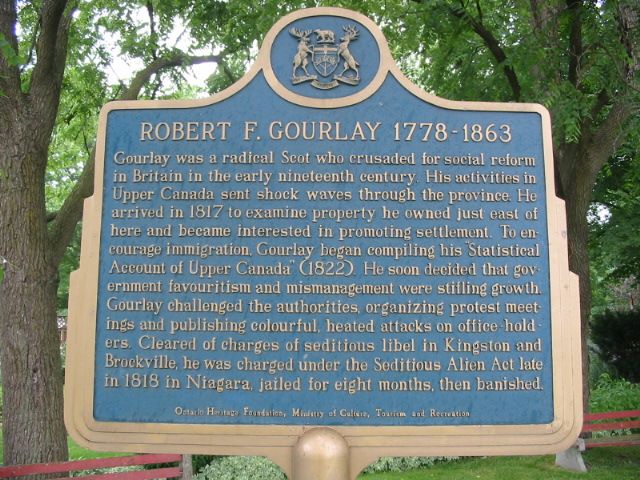 ROBERT F. GOURLAY 1778-1863
Gourlay was a radical Scot who crusaded for social reform
in Britain in the early nineteenth century. His activities in
Upper Canada sent shock waves through the province. He
arrived in 1817 to examine property he owned just east of
here and became interested in promoting settlement. To en-
courage immigration, Gourlay began compiling his "Statistical
Account of Upper Canada" (1822). He soon decided that gov-
ernment favouritism and mismanagement were stifling growth.
Gourlay challenged the authorities, organizing protest meet-
ings and publishing colourful, heated attacks on office-hold-
ers. Cleared of charges of seditious libel in Kingston and
Brockville, he was charged under the Seditious Alien Act late
in 1818 in Niagara, jailed for eight months, then banished.
Ontario Heritage Foundation, Ministry of Culture, Tourism and Recreation